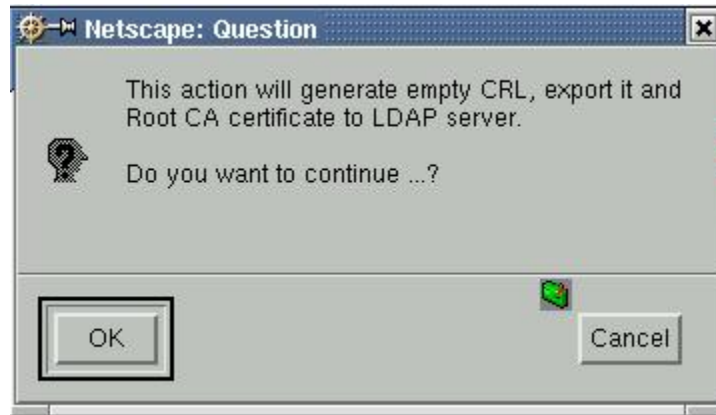 Netscape: Question
This action will generate empty CRL, export it and
Root CA certificate to LDAP server.
Do you want to continue ...?
OK
Cancel